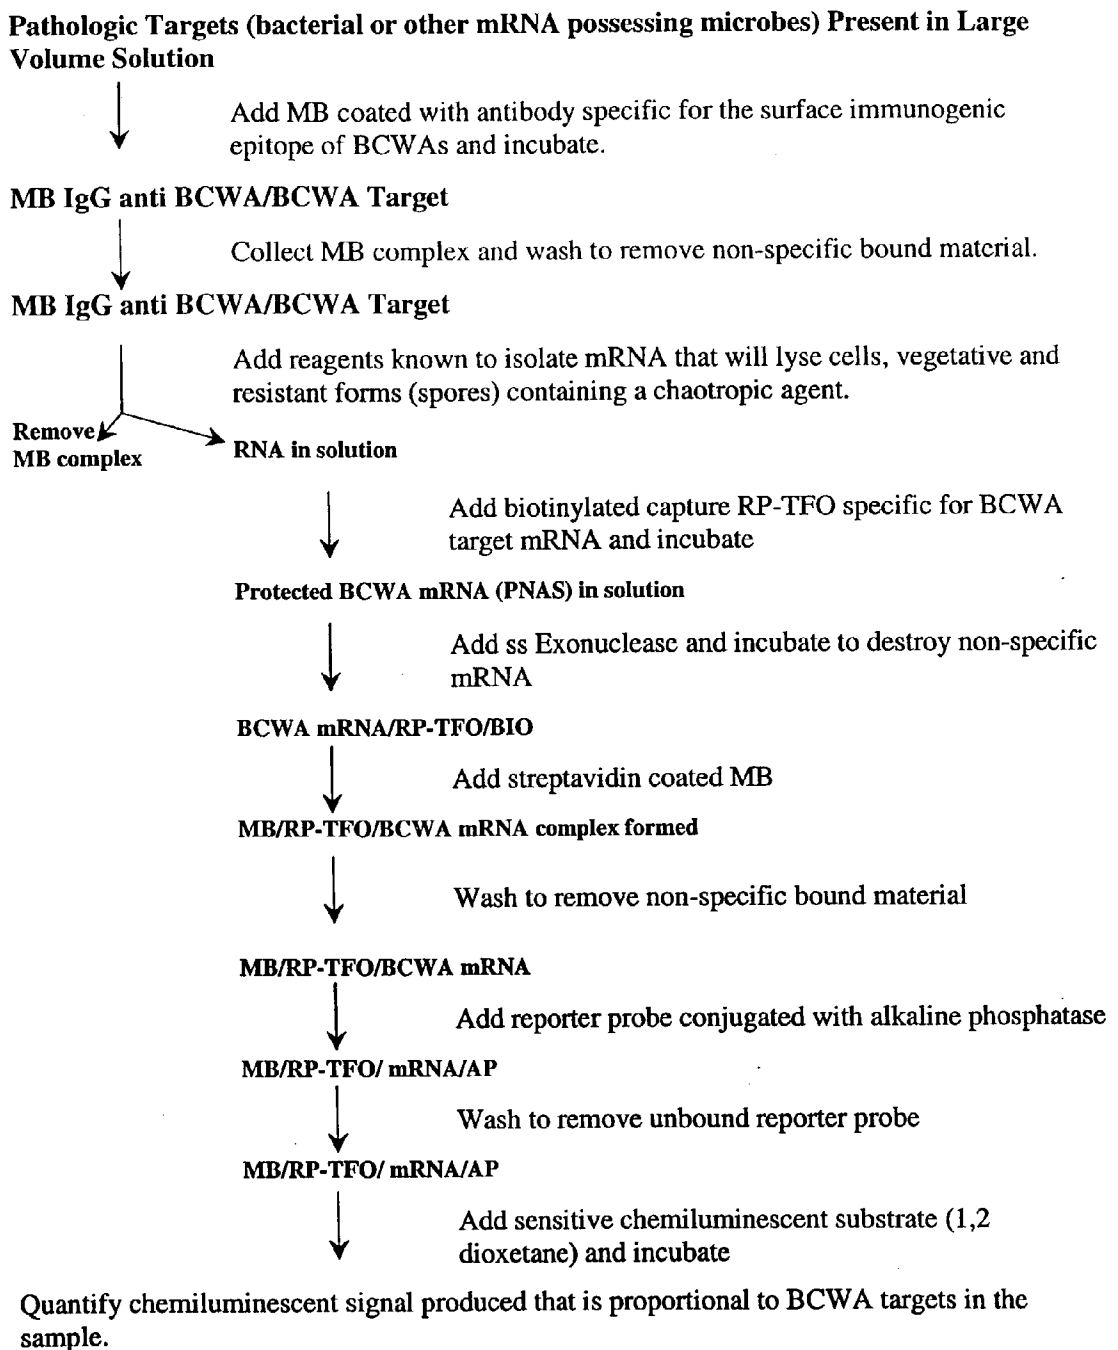 Pathologic Targets (bacterial or other mRNA possessing microbes) Present in Large
Volume Solution
Add MB coated with antibody specific for the surface immunogenic
epitope of BCWAs and incubate.
MB IgG anti BCWA/BCWA Target
Collect MB complex and wash to remove non-specific bound material.
MB IgG anti BCWA/BCWA Target
Add reagents known to isolate mRNA that will lyse cells, vegetative and
resistant forms (spores) containing a chaotropic agent.
Remove
MB complex
RNA in solution
Add biotinylated capture RP-TFO specific for BCWA
target mRNA and incubate
Protected BCWA mRNA (PNAS) in solution
Add ss Exonuclease and incubate to destroy non-specific
mRNA
BCWA mRNA/RP-TFO/BIO
Add streptavidin coated MB
MB/RP-TFO/BCWA mRNA complex formed
Wash to remove non-specific bound material
MB/RP-TFO/BCWA mRNA
Add reporter probe conjugated with alkaline phosphatase
MB/RP-TFO/ mRNA/AP
Wash to remove unbound reporter probe
MB/RP-TFO/ mRNA/AP
Add sensitive chemiluminescent substrate (1,2
dioxetane) and incubate
Quantify chemiluminescent signal produced that is proportional to BCWA targets in the
sample.